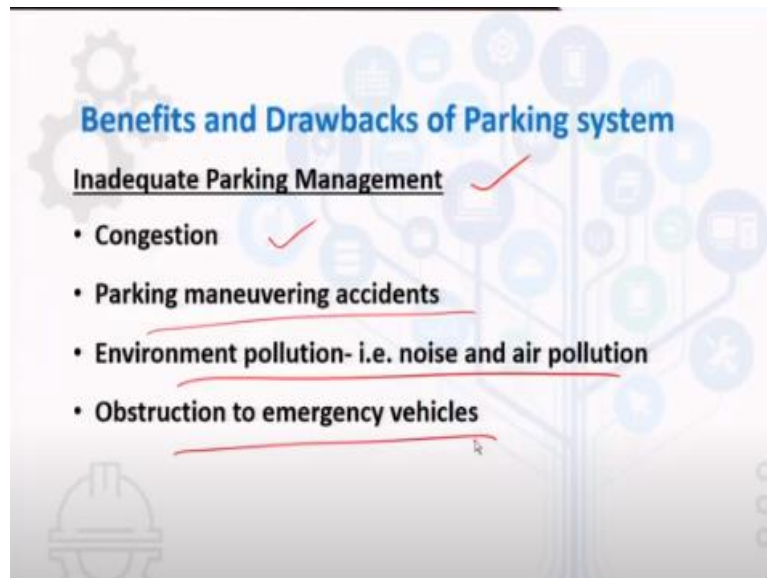 Benefits and Drawbacks of Parking system
Inadequate Parking Management
• Congestion
• Parking maneuvering accidents
• Environment pollution- i.e. noise and air pollution
• Obstruction to emergency vehicles